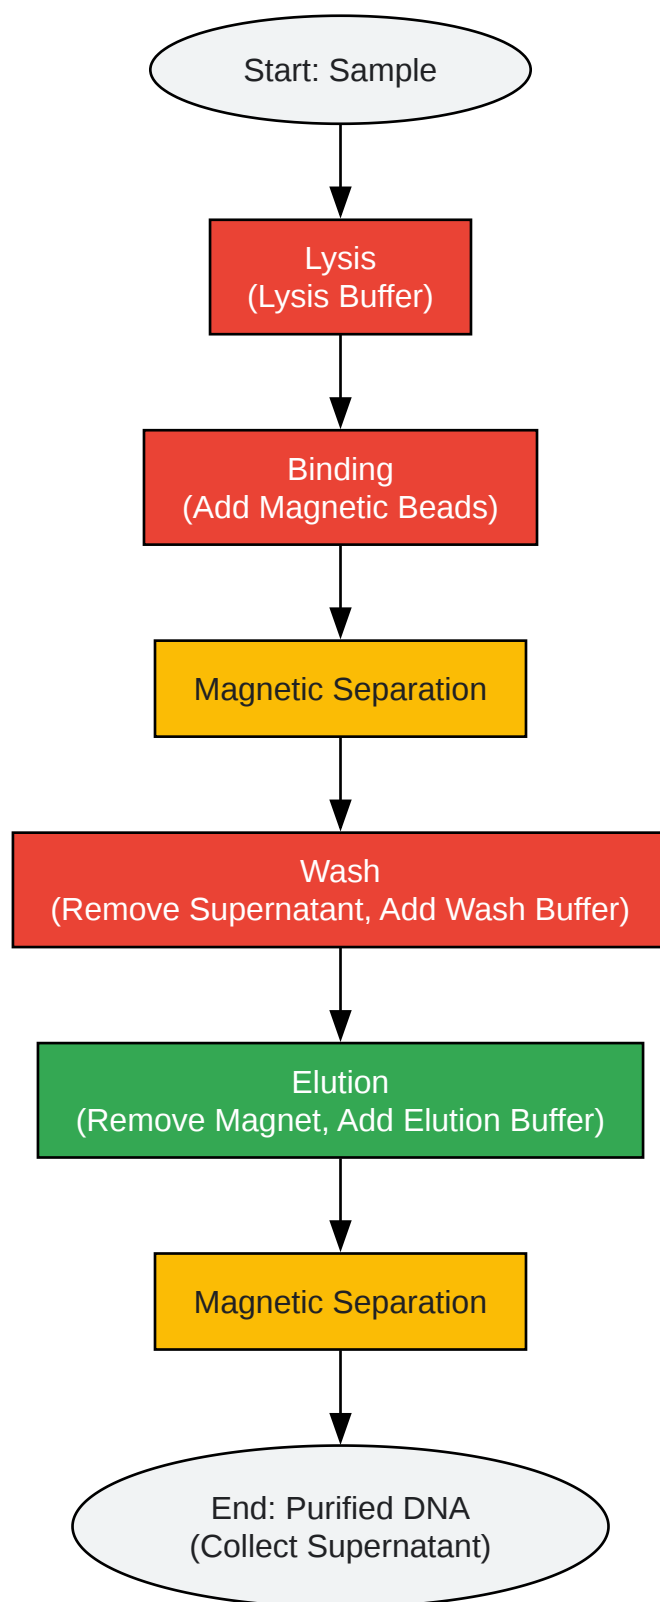 Start: Sample
Lysis
(Lysis Buffer)
Binding
(Add Magnetic Beads)
Magnetic Separation
Wash
(Remove Supernatant, Add Wash Buffer)
Elution
(Remove Magnet, Add Elution Buffer)
Magnetic Separation
End: Purified DNA
(Collect Supernatant)